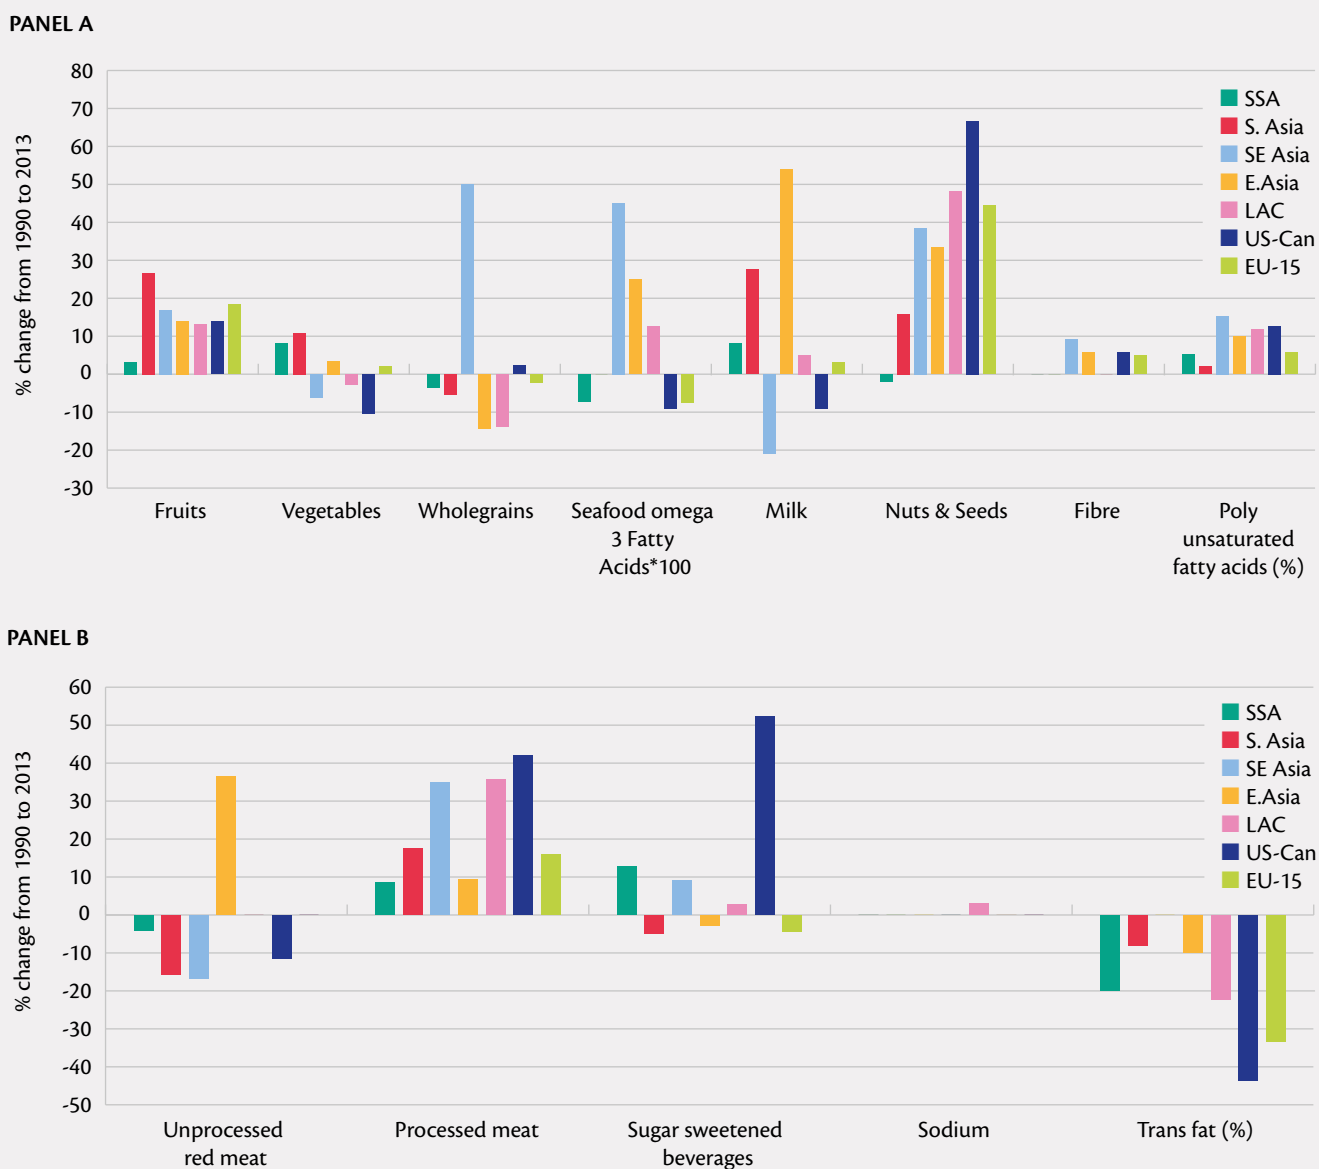 PANEL A
% change from 1990 to 2013
80
70
60
50
40
30
20
10
0
-10
-20
-30
SSA
S. Asia
SE Asia
E.Asia
LAC
US-Can
EU-15
Fruits
Vegetables
Wholegrains
Seafood omega
3 Fatty
Acids*100
Milk
Nuts & Seeds
Fibre
Poly
unsaturated
fatty acids (%)
PANEL B
% change from 1990 to 2013
60
50
40
30
20
10
0
-10
-20
-30
-40
-50
SSA
S. Asia
SE Asia
E.Asia
LAC
US-Can
EU-15
Unprocessed
red meat
Processed meat
Sugar sweetened
beverages
Sodium
Trans fat (%)